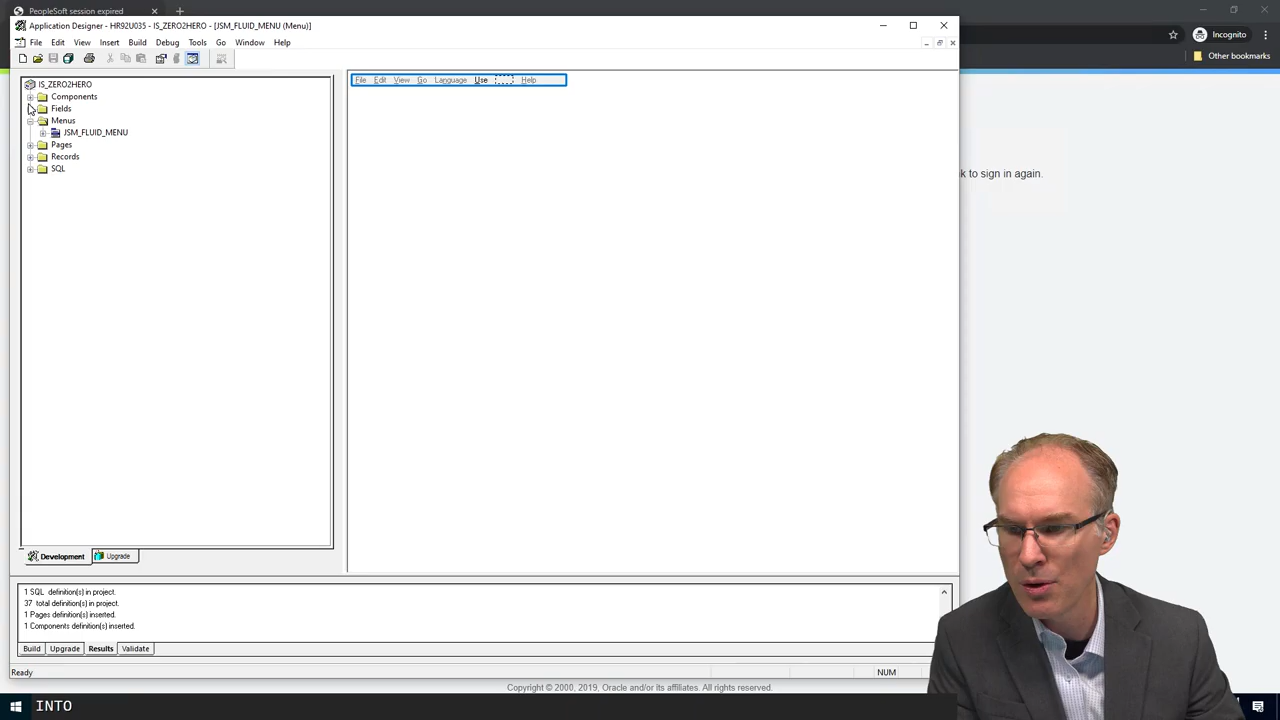 PeopleSoft session expired
Application Designer - HR92U035 - IS_ZERO2HERO - [JSM_FLUID_MENU (Menu)]
File Edit View Insert Build Debug Tools Go Window Help
Incognito
Other bookmarks
IS_ZERO2HERO
Components
Fields
Menus
JSM_FLUID_MENU
Pages
Records
SQL
File Edit View Go Language Use Help
k to sign in again.
Development Upgrade
1 SQL definition(s) in project.
37 total definition(s) in project.
1 Pages definition(s) inserted.
1 Components definition(s) inserted.
Build Upgrade Results Validate
Ready
NUM
Copyright © 2000, 2019, Oracle and/or its affiliates. All rights reserved.
INTO